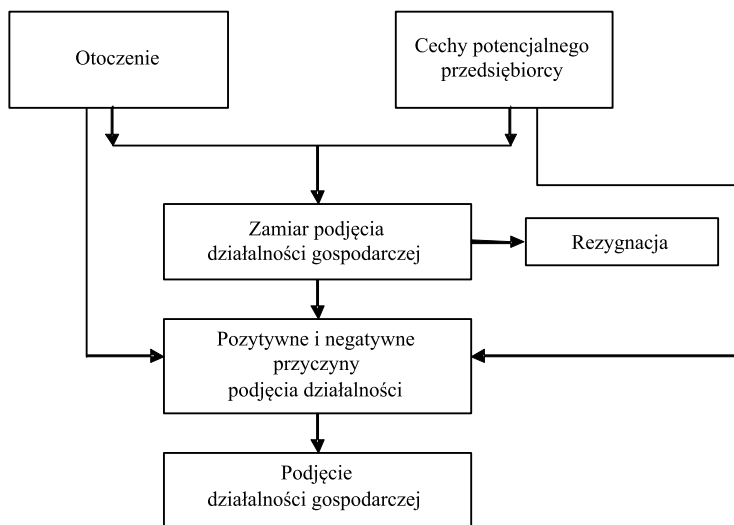 Otoczenie
Cechy potencjalnego
przedsiębiorcy
Zamiar podjęcia
działalności gospodarczej
Rezygnacja
Pozytywne i negatywne
przyczyny
podjęcia działalności
Podjęcie
działalności gospodarczej